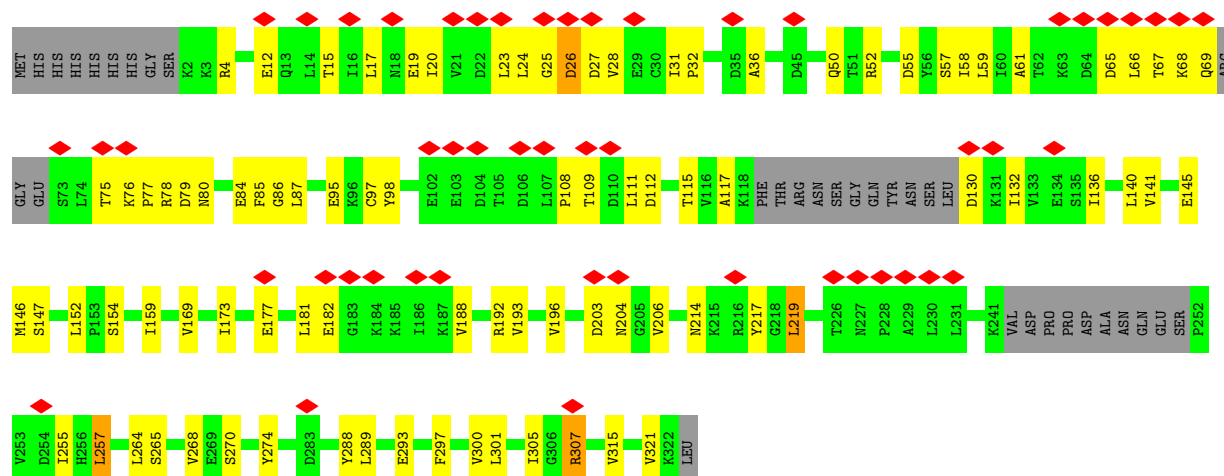 MET HIS HIS HIS HIS HIS HIS GLY SER K2 K3 R4 E12 Q13 L14 T15 I16 L17 N18 E19 I20 V21 D22 L23 L24 G25 D26 D27 V28 E29 C30 I31 P32 D35 A36 D45 Q50 T51 R52 D55 Y56 S57 I58 L59 I60 A61 T62 K63 D64 D65 L66 T67 K68 Q69
GLY GLU S73 L74 T75 K76 P77 R78 D79 N80 E84 F85 G86 L87 E95 K96 C97 Y98 E102 E103 D104 T105 D106 L107 P108 T109 D110 L111 D112 T115 V116 A117 K118 PHE THR ARG ASN SER GLY GLN TYR ASN SER LEU D130 K131 I132 V133 E134 S135 I136 L140 V141 E145
M146 S147 L152 P153 S154 I159 V169 I173 E177 L181 E182 G183 K184 K185 I186 K187 V188 R192 V193 V196 D203 N204 G205 V206 N214 K215 R216 Y217 G218 L219 T226 N227 P228 A229 L230 L231 K241 VAL ASP PRO PRO ASP ALA ASN GLN GLU SER P252
V253 D254 I255 H256 L257 L264 S265 V268 E269 S270 Y274 D283 Y288 L289 E293 F297 V300 L301 I305 G306 R307 V315 V321 K322 LEU